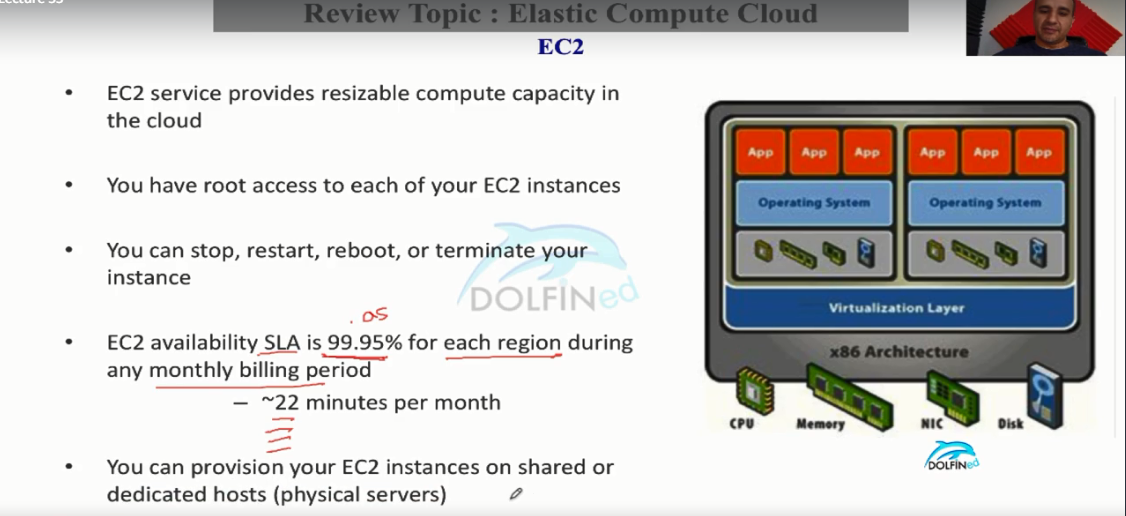 Review Topic : Elastic Compute Cloud
EC2
• EC2 service provides resizable compute capacity in
the cloud
• You have root access to each of your EC2 instances
• You can stop, restart, reboot, or terminate your
instance
.05
• EC2 availability SLA is 99.95% for each region during
any monthly billing period
– ~22 minutes per month
• You can provision your EC2 instances on shared or
dedicated hosts (physical servers)
DOLFINed
App App App App App App
Operating System Operating System
Virtualization Layer
x86 Architecture
CPU Memory NIC Disk
DOLFINed